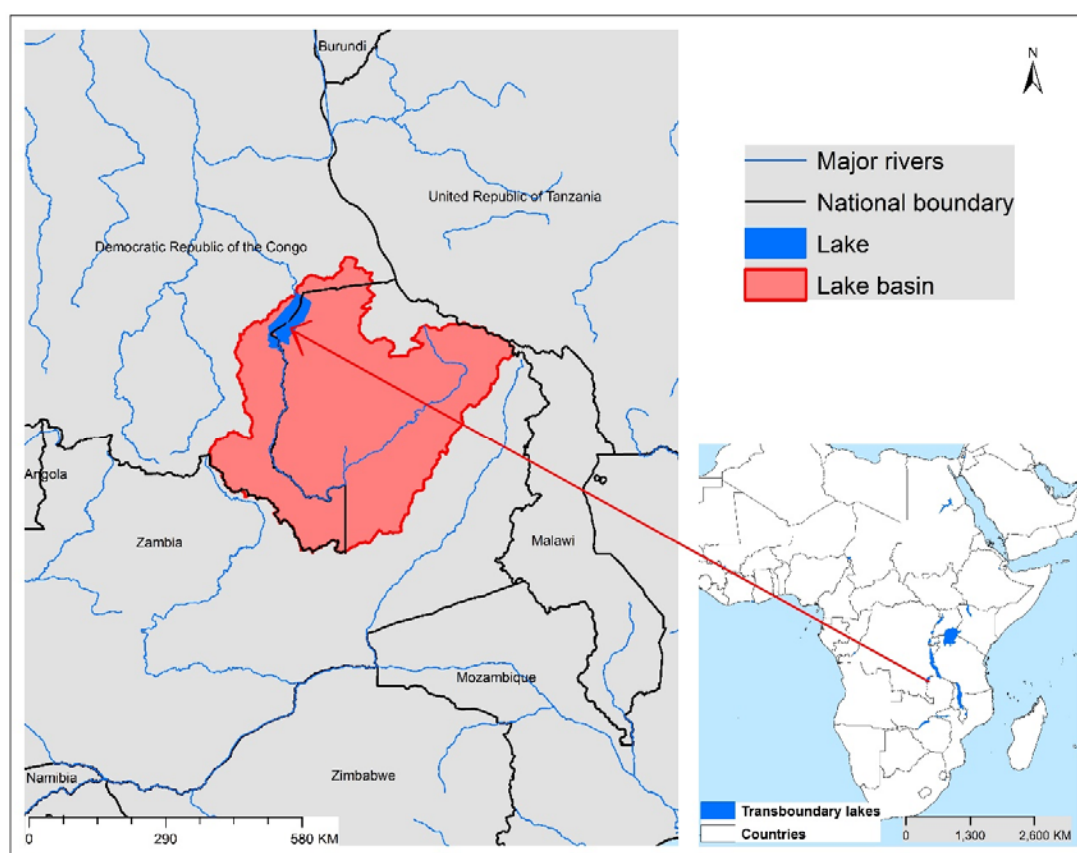 Burundi
N
United Republic of Tanzania
Democratic Republic of the Congo
Major rivers
National boundary
Lake
Lake basin
Angola
Zambia
Malawi
Mozambique
Namibia
Zimbabwe
0 290 580 KM
Transboundary lakes
Countries
0 1,300 2,600 KM